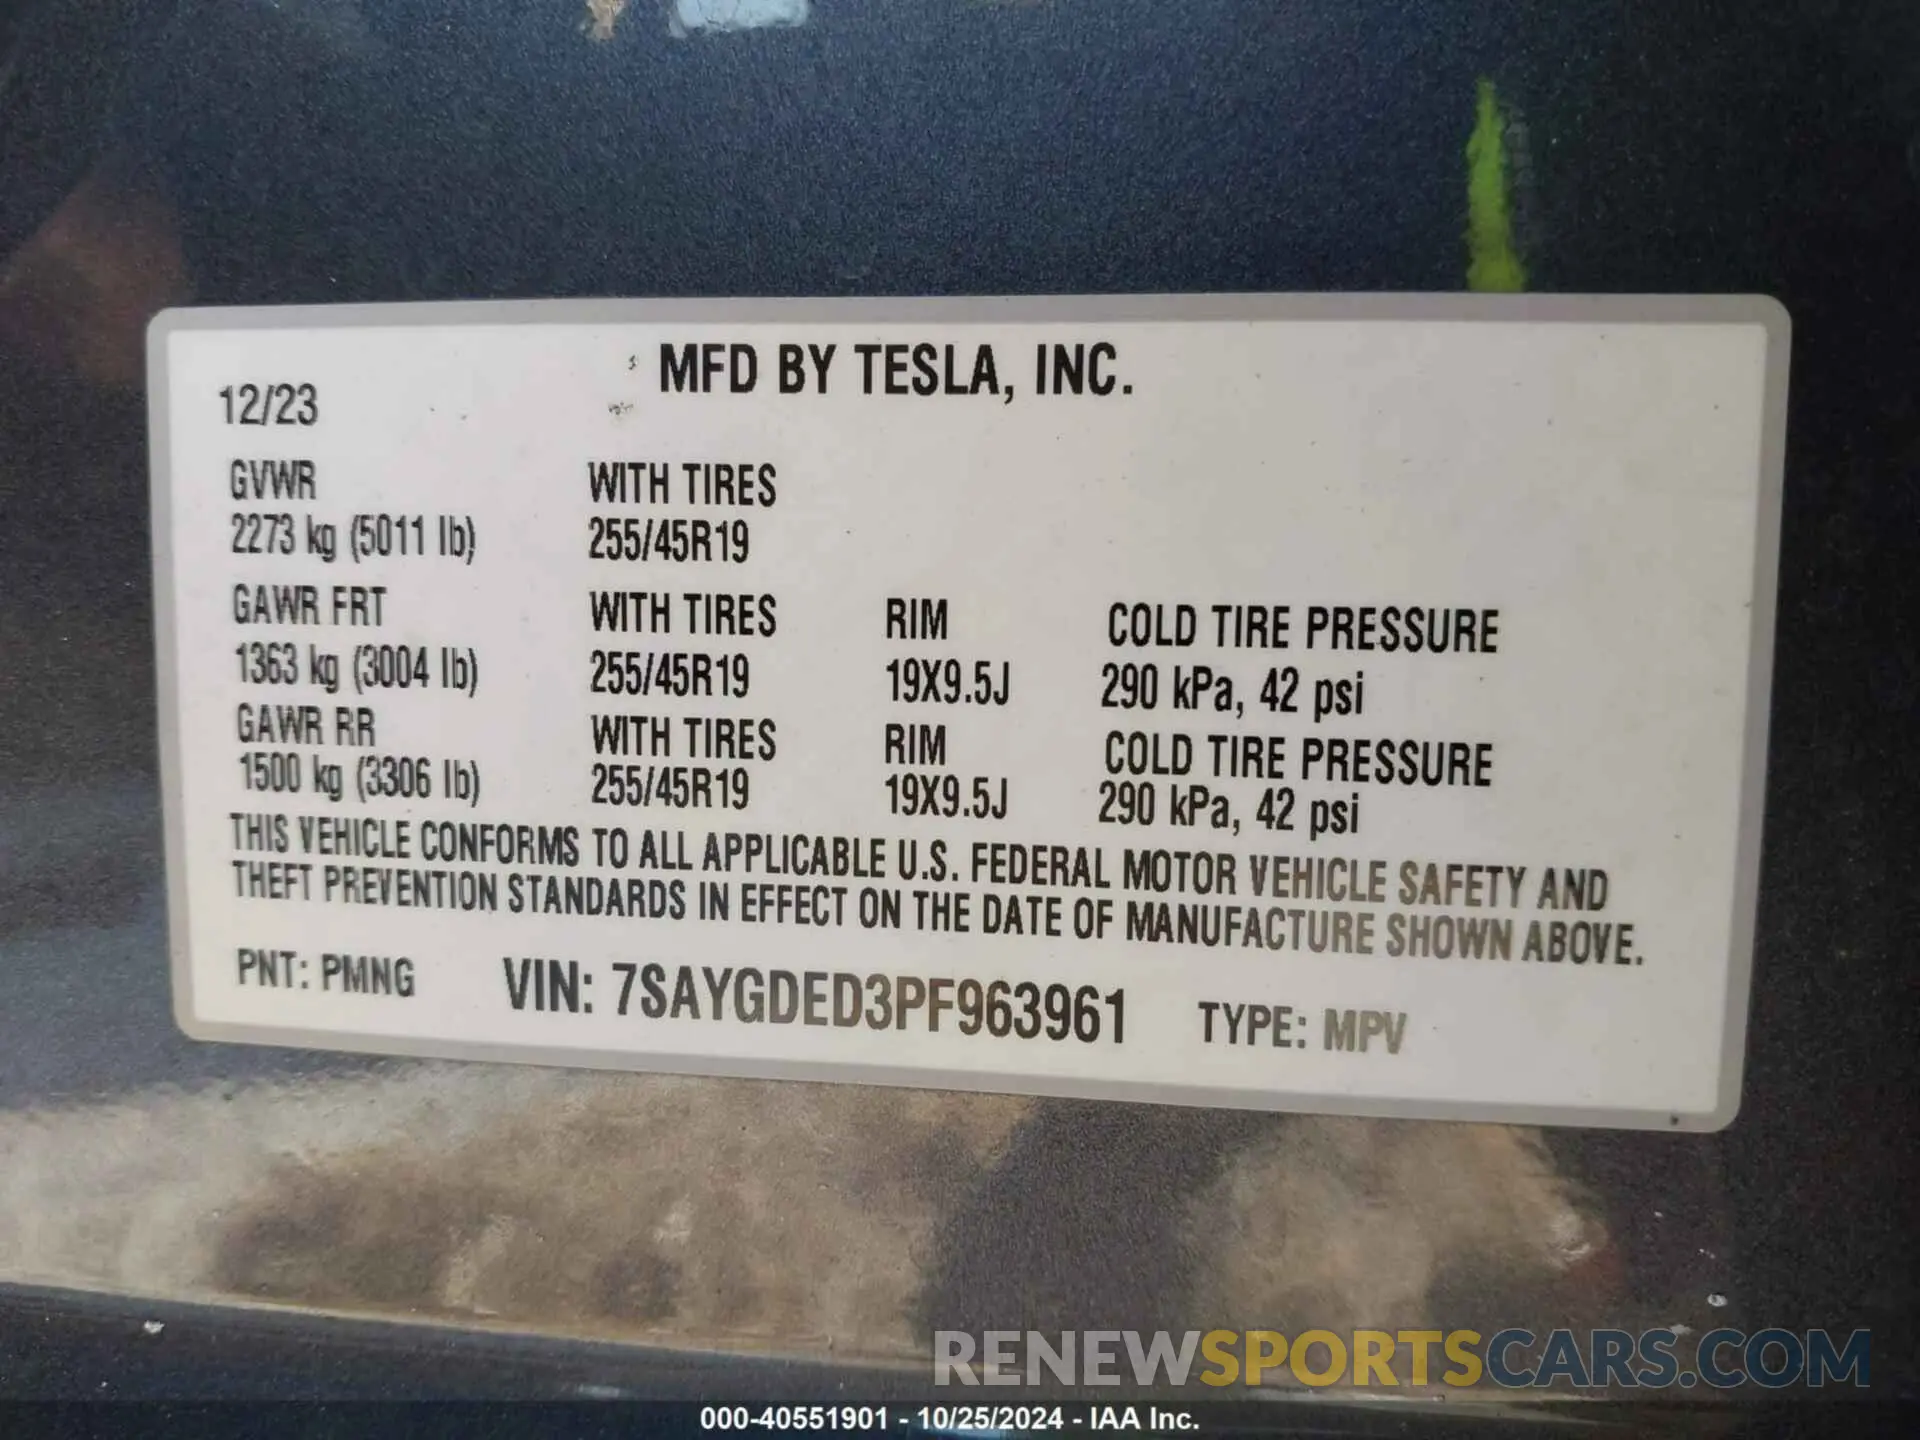 MFD BY TESLA, INC.
12/23
GVWR WITH TIRES
2273 kg (5011 lb) 255/45R19
GAWR FRT WITH TIRES RIM COLD TIRE PRESSURE
1363 kg (3004 lb) 255/45R19 19X9.5J 290 kPa, 42 psi
GAWR RR WITH TIRES RIM COLD TIRE PRESSURE
1500 kg (3306 lb) 255/45R19 19X9.5J 290 kPa, 42 psi
THIS VEHICLE CONFORMS TO ALL APPLICABLE U.S. FEDERAL MOTOR VEHICLE SAFETY AND
THEFT PREVENTION STANDARDS IN EFFECT ON THE DATE OF MANUFACTURE SHOWN ABOVE.
PNT: PMNG VIN: 7SAYGDED3PF963961 TYPE: MPV
RENEWSPORTSCARS.COM
000-40551901 - 10/25/2024 - IAA Inc.